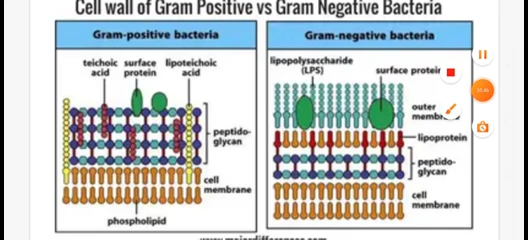 Cell wall of Gram Positive vs Gram Negative Bacteria
Gram-positive bacteria
teichoic
acid
surface
protein
lipoteichoic
acid
peptido-
glycan
cell
membrane
phospholipid
Gram-negative bacteria
lipopolysaccharide
(LPS)
surface protein
outer
lipoprotein
peptido-
glycan
cell
membrane